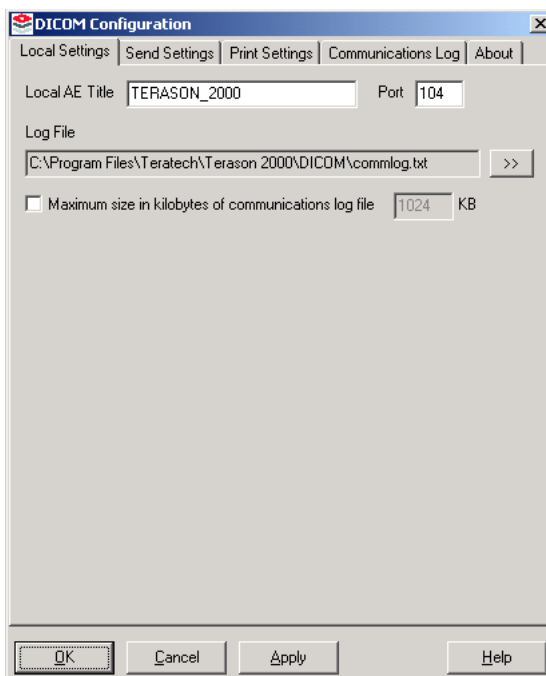 DICOM Configuration
Local Settings Send Settings Print Settings Communications Log About
Local AE Title TERASON_2000 Port 104
Log File
C:\Program Files\Teratech\Terason 2000\DICOM\commlog.txt >>
Maximum size in kilobytes of communications log file 1024 KB
OK Cancel Apply Help